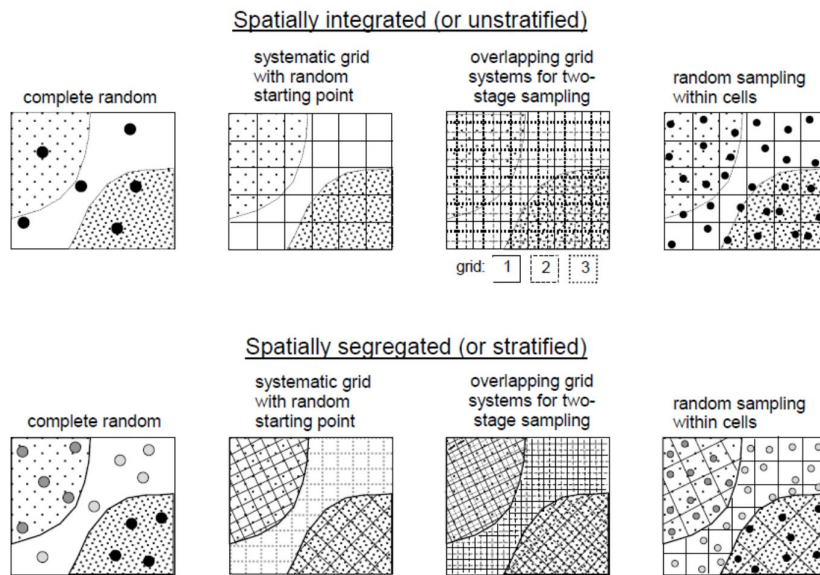 Spatially integrated (or unstratified)
complete random
systematic grid
with random
starting point
overlapping grid
systems for two-
stage sampling
random sampling
within cells
grid: 1 2 3
Spatially segregated (or stratified)
complete random
systematic grid
with random
starting point
overlapping grid
systems for two-
stage sampling
random sampling
within cells